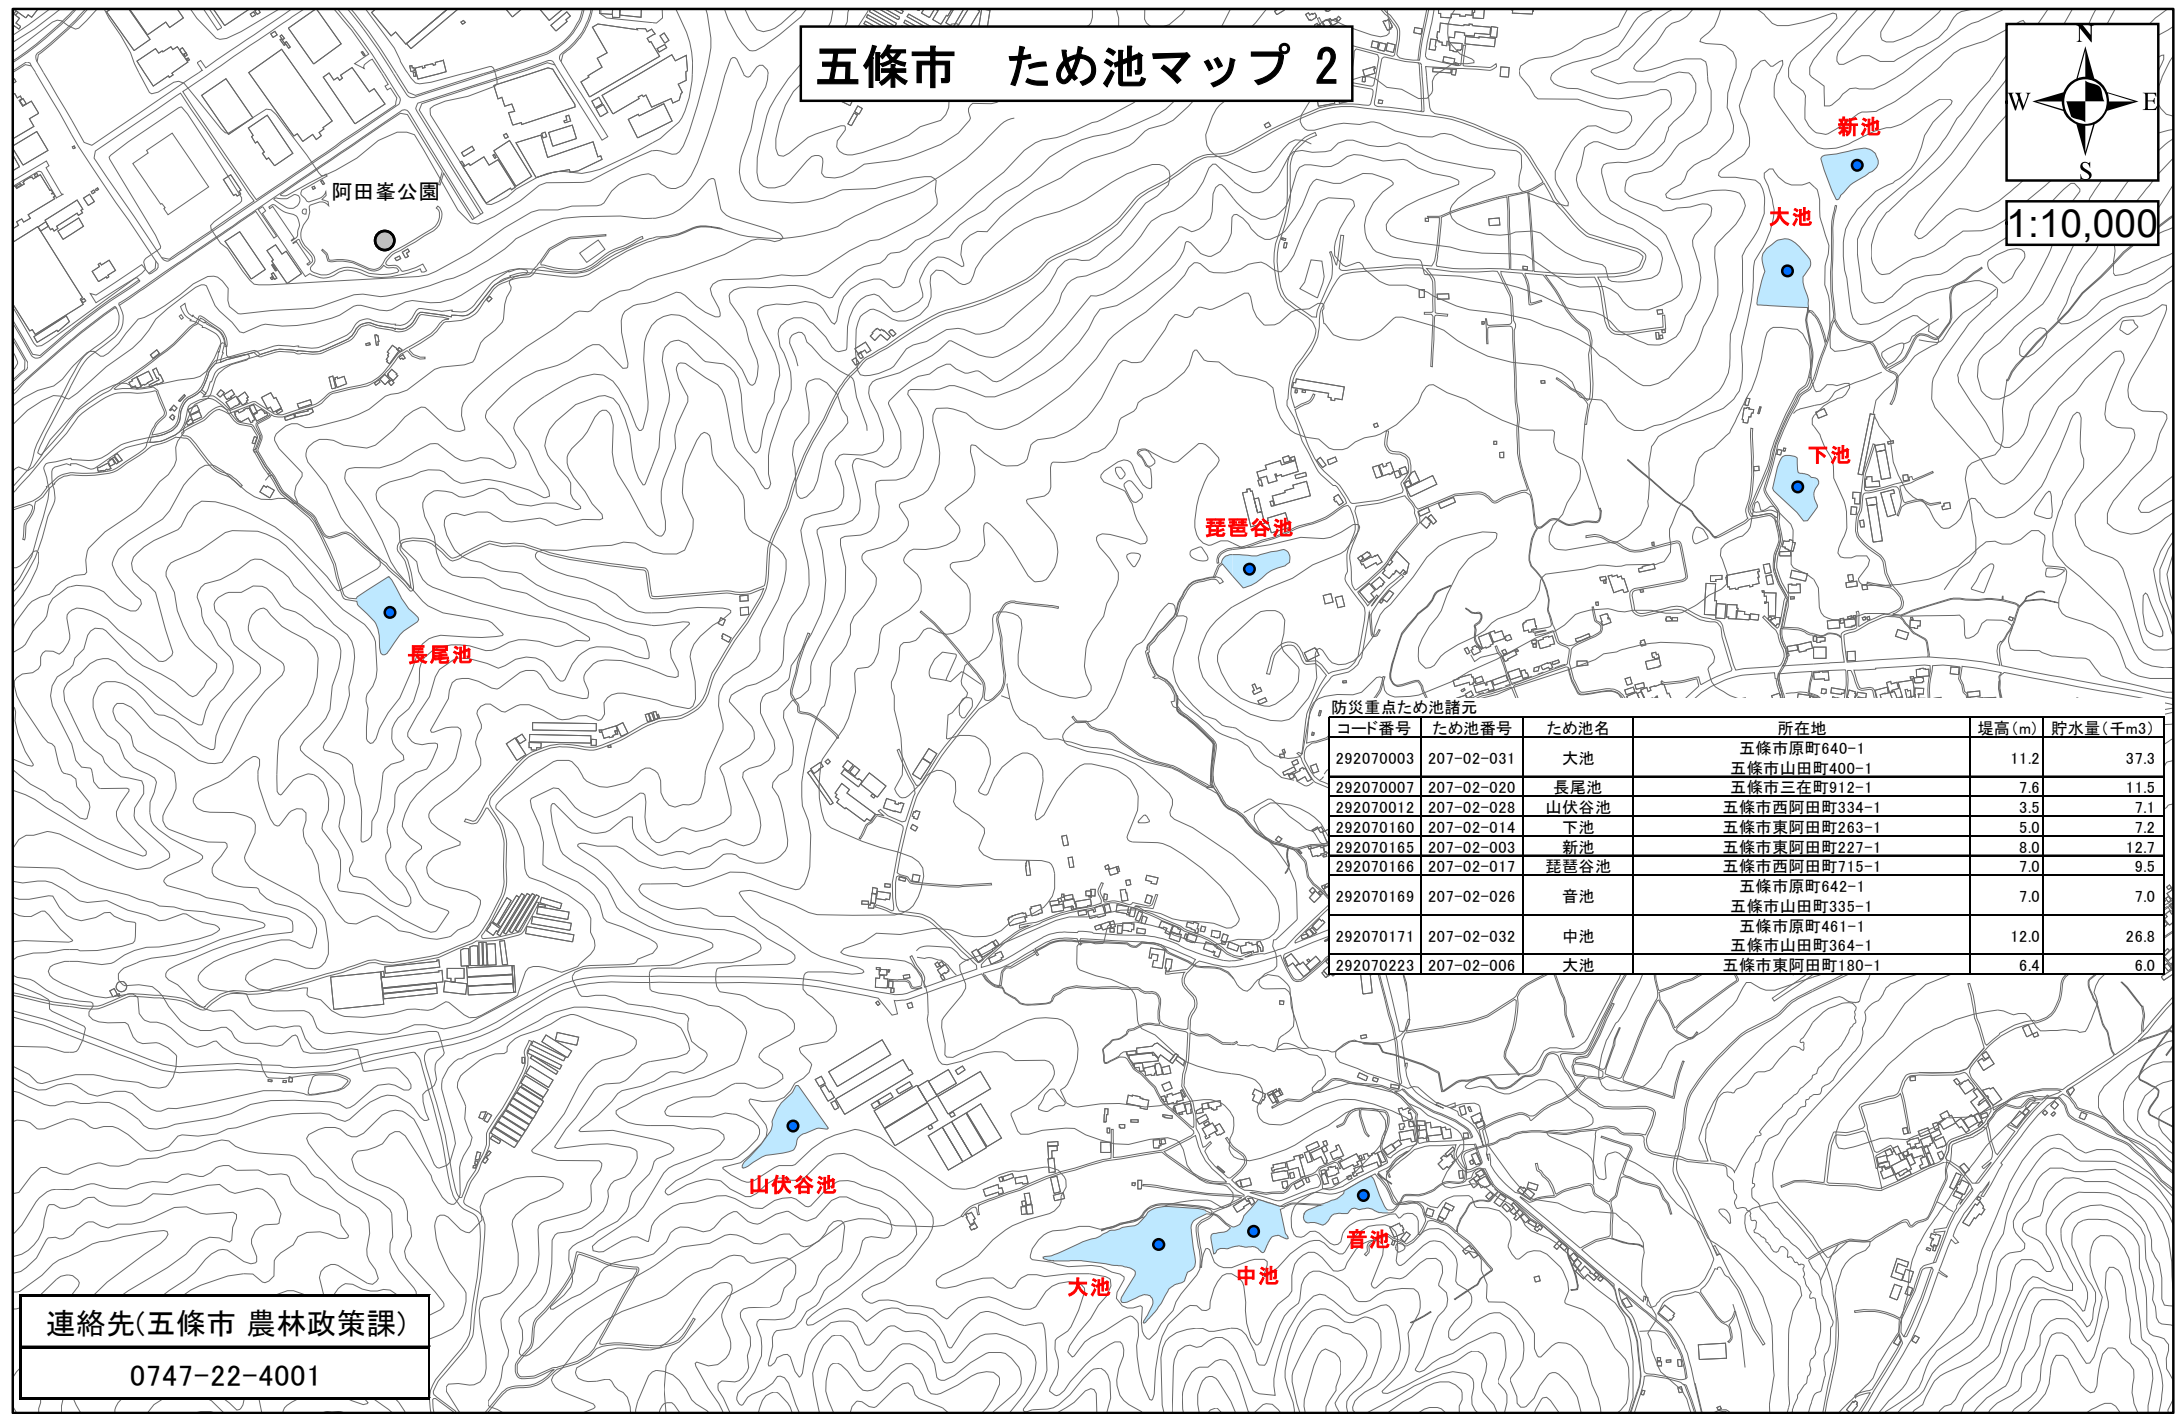 五條市　ため池マップ 2
N
W E
S
1:10,000
新池
大池
阿田峯公園
下池
琵琶谷池
長尾池
防災重点ため池諸元
コード番号 ため池番号 ため池名 所在地 堤高(m) 貯水量(千m3)
292070003 207-02-031 大池 五條市原町640-1 11.2 37.3
五條市山田町400-1
292070007 207-02-020 長尾池 五條市三在町912-1 7.6 11.5
292070012 207-02-028 山伏谷池 五條市西阿田町334-1 3.5 7.1
292070160 207-02-014 下池 五條市東阿田町263-1 5.0 7.2
292070165 207-02-003 新池 五條市東阿田町227-1 8.0 12.7
292070166 207-02-017 琵琶谷池 五條市西阿田町715-1 7.0 9.5
292070169 207-02-026 音池 五條市原町642-1 7.0 7.0
五條市山田町335-1
292070171 207-02-032 中池 五條市原町461-1 12.0 26.8
五條市山田町364-1
292070223 207-02-006 大池 五條市東阿田町180-1 6.4 6.0
山伏谷池
音池
中池
大池
連絡先(五條市 農林政策課)
0747-22-4001